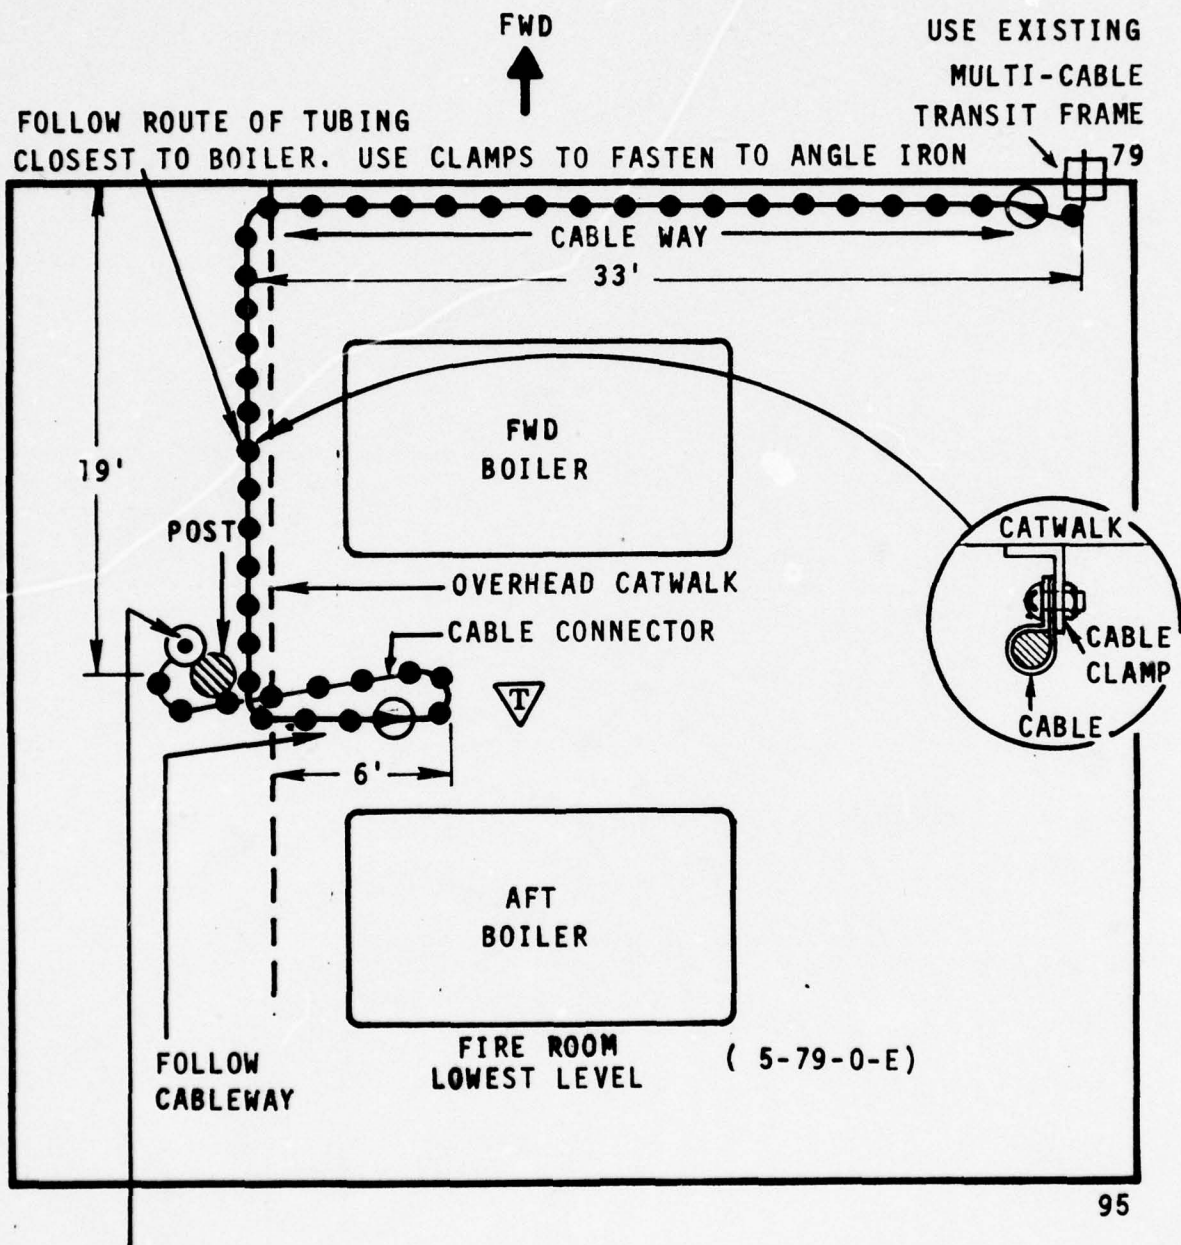 FWD
USE EXISTING
MULTI-CABLE
TRANSIT FRAME
FOLLOW ROUTE OF TUBING
CLOSEST TO BOILER. USE CLAMPS TO FASTEN TO ANGLE IRON
79
CABLE WAY
33'
FWD
BOILER
19'
POST
CATWALK
OVERHEAD CATWALK
CABLE CONNECTOR
CABLE
CLAMP
T
CABLE
6'
AFT
BOILER
FIRE ROOM
LOWEST LEVEL
( 5-79-0-E)
FOLLOW
CABLEWAY
95